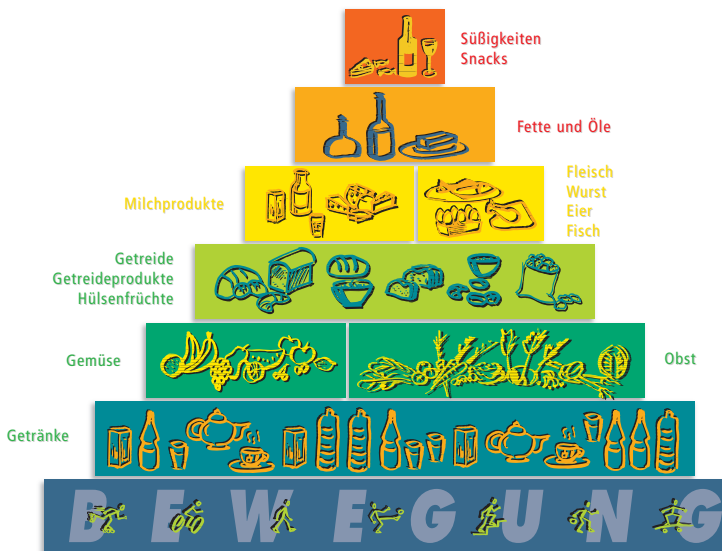 Süßigkeiten
Snacks
Fette und Öle
Milchprodukte
Fleisch
Wurst
Eier
Fisch
Getreide
Getreideprodukte
Hülsenfrüchte
Gemüse
Obst
Getränke
BEWEGUNG